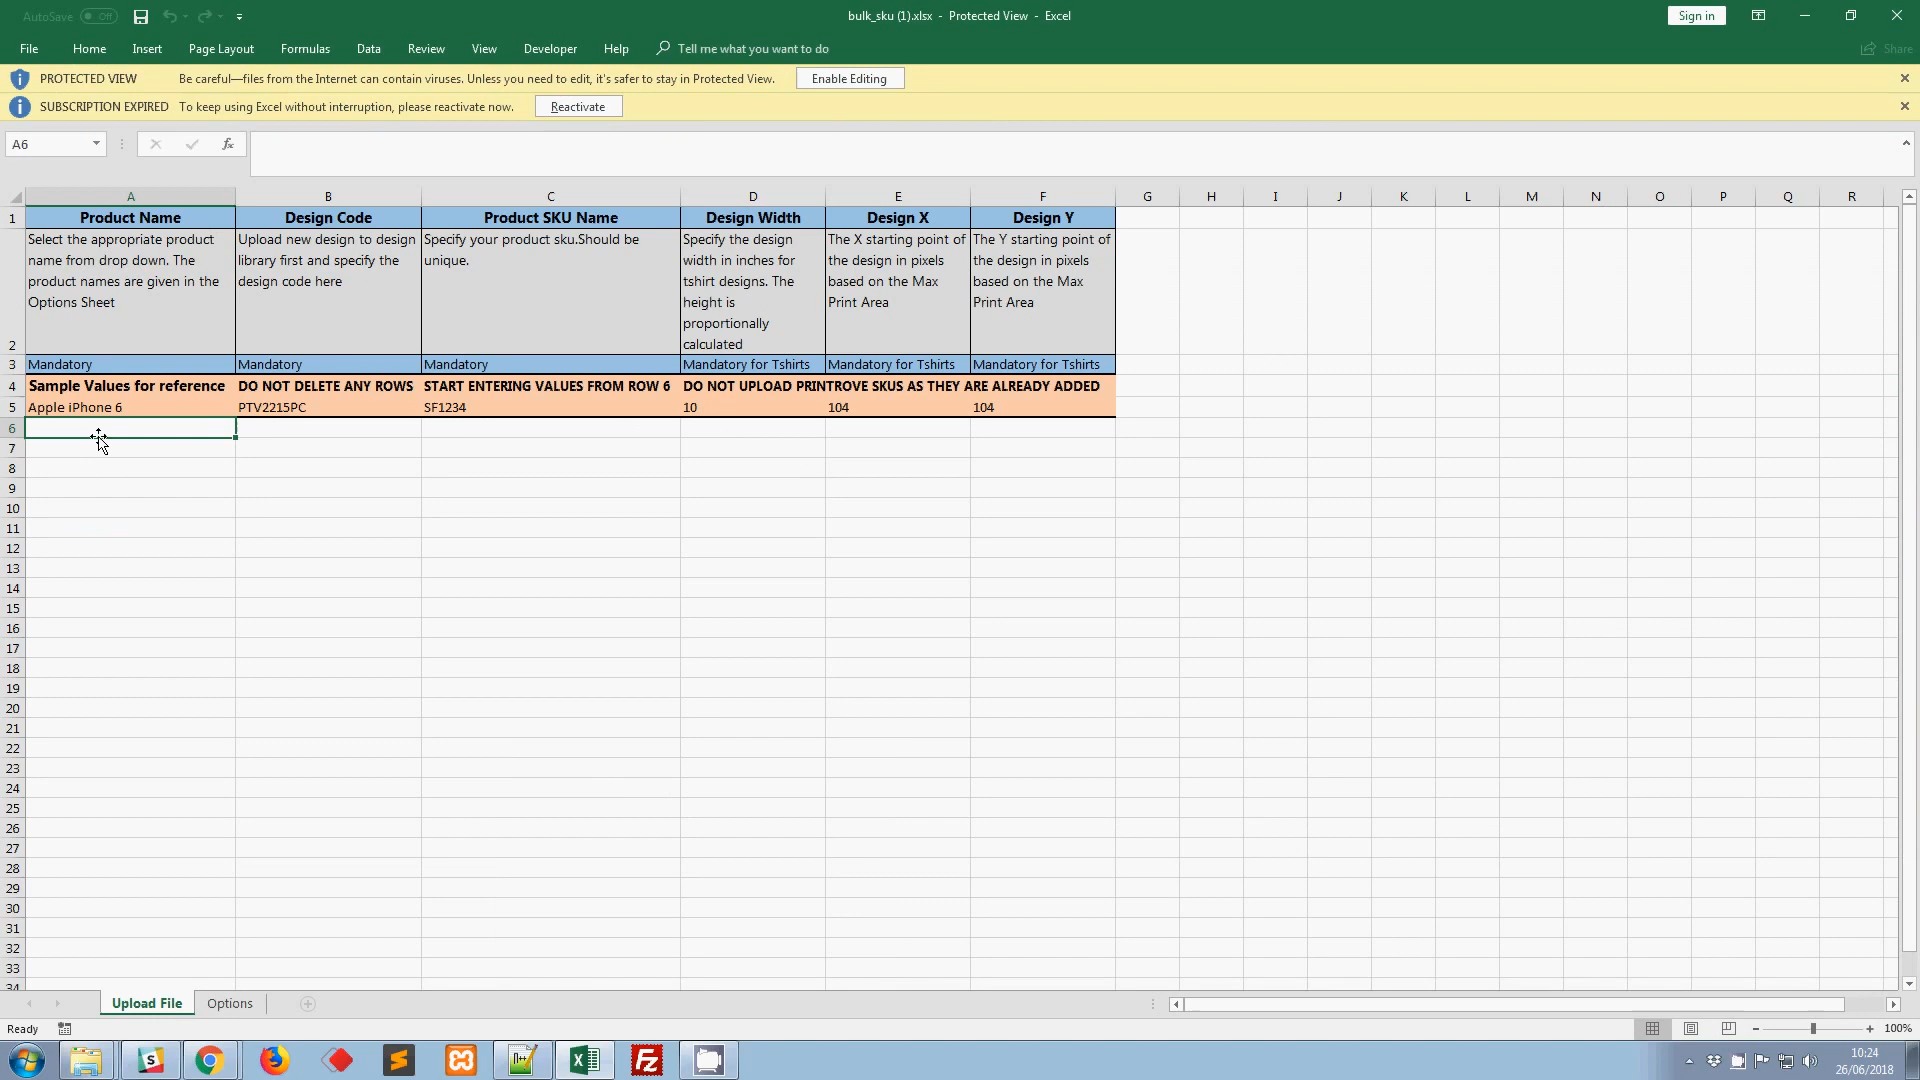 AutoSave Off
bulk_sku (1).xlsx - Protected View - Excel
Sign in
File Home Insert Page Layout Formulas Data Review View Developer Help Tell me what you want to do Share
PROTECTED VIEW Be careful—files from the Internet can contain viruses. Unless you need to edit, it's safer to stay in Protected View. Enable Editing
SUBSCRIPTION EXPIRED To keep using Excel without interruption, please reactivate now. Reactivate
A6 fx
A B C D E F G H I J K L M N O P Q R
1 Product Name Design Code Product SKU Name Design Width Design X Design Y
Select the appropriate product Upload new design to design Specify your product sku.Should be Specify the design The X starting point of The Y starting point of
name from drop down. The library first and specify the unique. width in inches for the design in pixels the design in pixels
product names are given in the design code here tshirt designs. The based on the Max based on the Max
Options Sheet height is Print Area Print Area
proportionally
2 calculated
3 Mandatory Mandatory Mandatory Mandatory for Tshirts Mandatory for Tshirts Mandatory for Tshirts
4 Sample Values for reference DO NOT DELETE ANY ROWS START ENTERING VALUES FROM ROW 6 DO NOT UPLOAD PRINTROVE SKUS AS THEY ARE ALREADY ADDED
5 Apple iPhone 6 PTV2215PC SF1234 10 104 104
6
7
8
9
10
11
12
13
14
15
16
17
18
19
20
21
22
23
24
25
26
27
28
29
30
31
32
33
34
Upload File Options
Ready 100%
10:24
26/06/2018